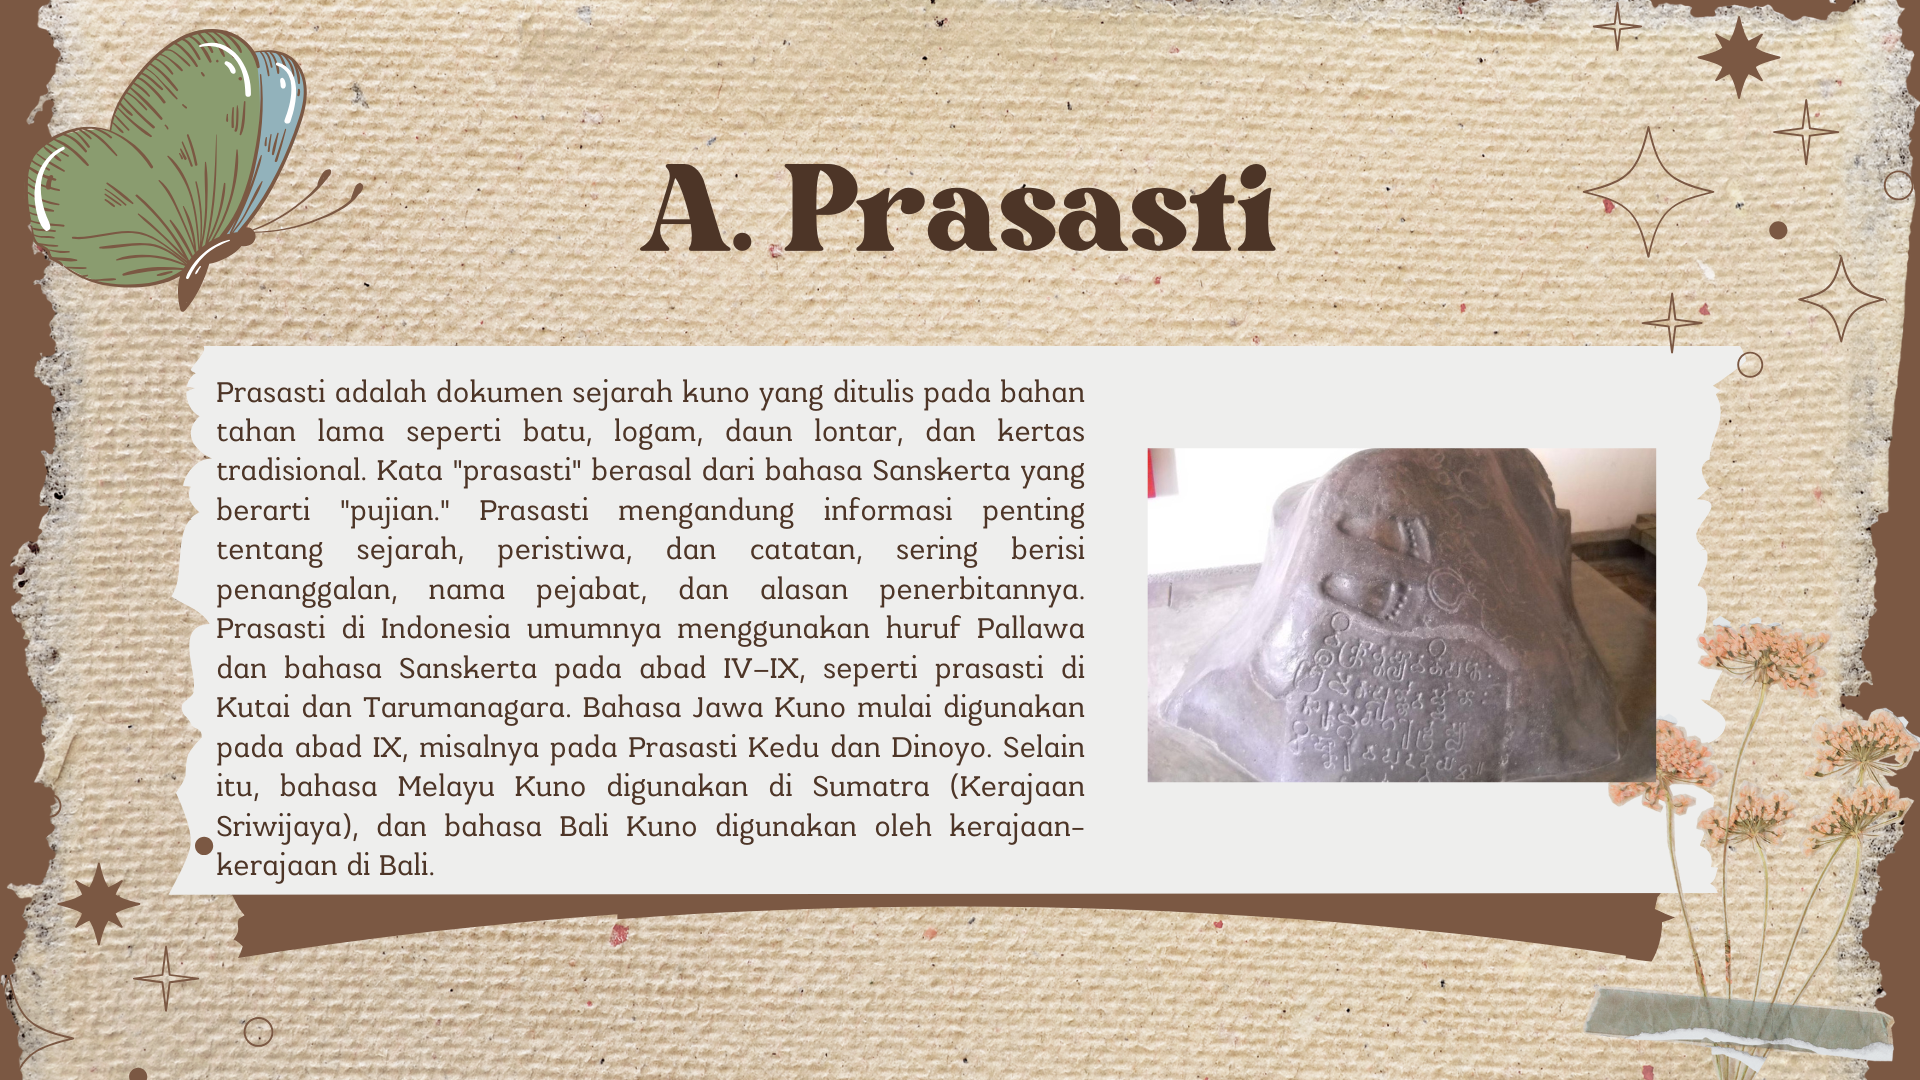 A. Prasasti
Prasasti adalah dokumen sejarah kuno yang ditulis pada bahan
tahan lama seperti batu, logam, daun lontar, dan kertas
tradisional. Kata "prasasti" berasal dari bahasa Sanskerta yang
berarti "pujian." Prasasti mengandung informasi penting
tentang sejarah, peristiwa, dan catatan, sering berisi
penanggalan, nama pejabat, dan alasan penerbitannya.
Prasasti di Indonesia umumnya menggunakan huruf Pallawa
dan bahasa Sanskerta pada abad IV–IX, seperti prasasti di
Kutai dan Tarumanagara. Bahasa Jawa Kuno mulai digunakan
pada abad IX, misalnya pada Prasasti Kedu dan Dinoyo. Selain
itu, bahasa Melayu Kuno digunakan di Sumatra (Kerajaan
Sriwijaya), dan bahasa Bali Kuno digunakan oleh kerajaan-
kerajaan di Bali.